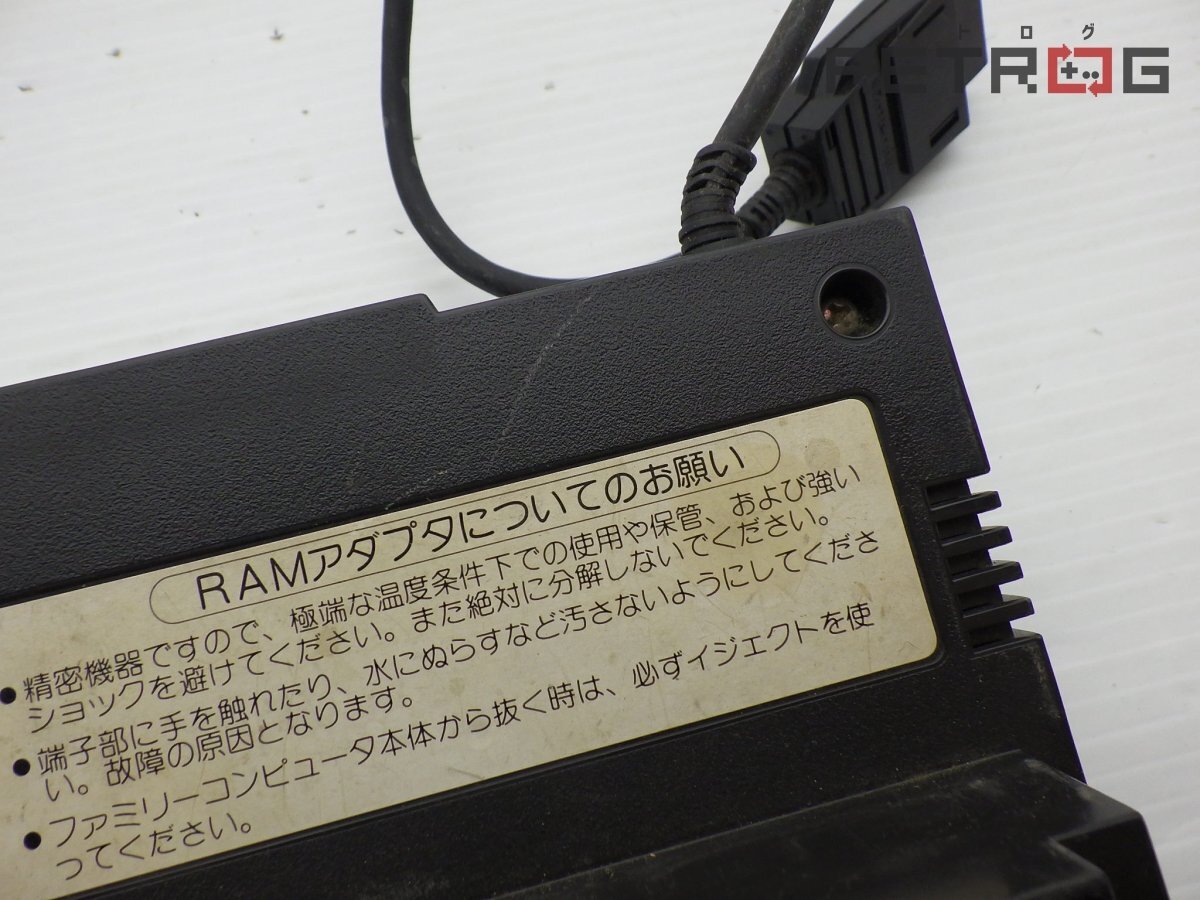 トログ
RETROG
RAMアダプタについてのお願い
● 精密機器ですので、極端な温度条件下での使用や保管、および強い
ショックを避けてください。また絶対に分解しないでください。
● 端子部に手を触れたり、水にぬらすなど汚さないようにしてくださ
い。故障の原因となります。
● ファミリーコンピュータ本体から抜く時は、必ずイジェクトを使
ってください。